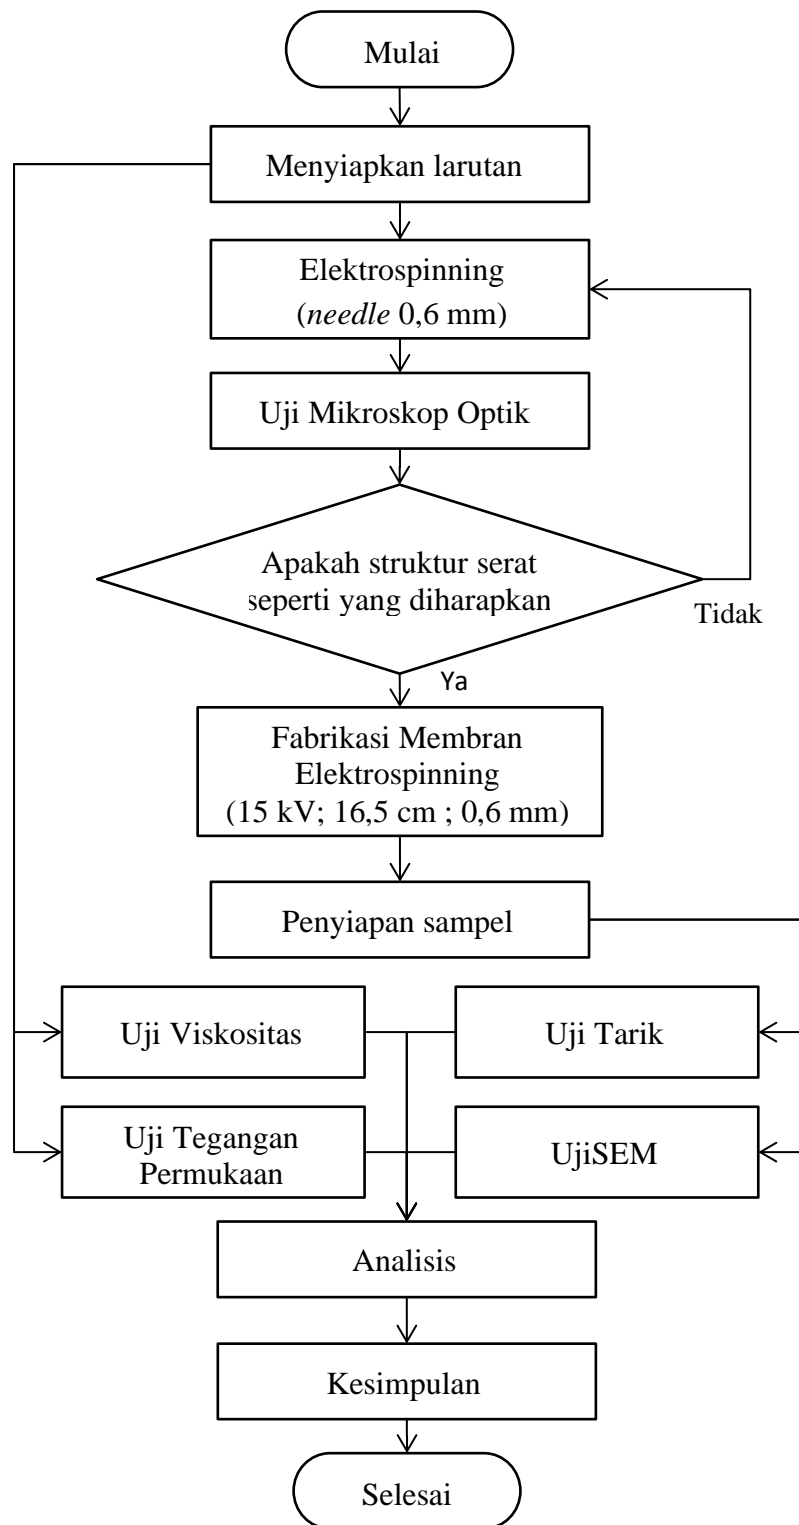 Mulai
Menyiapkan larutan
Elektrospinning
(needle 0,6 mm)
Uji Mikroskop Optik
Apakah struktur serat
seperti yang diharapkan
Tidak
Ya
Fabrikasi Membran
Elektrospinning
(15 kV; 16,5 cm ; 0,6 mm)
Penyiapan sampel
Uji Viskositas
Uji Tarik
Uji Tegangan
Permukaan
UjiSEM
Analisis
Kesimpulan
Selesai